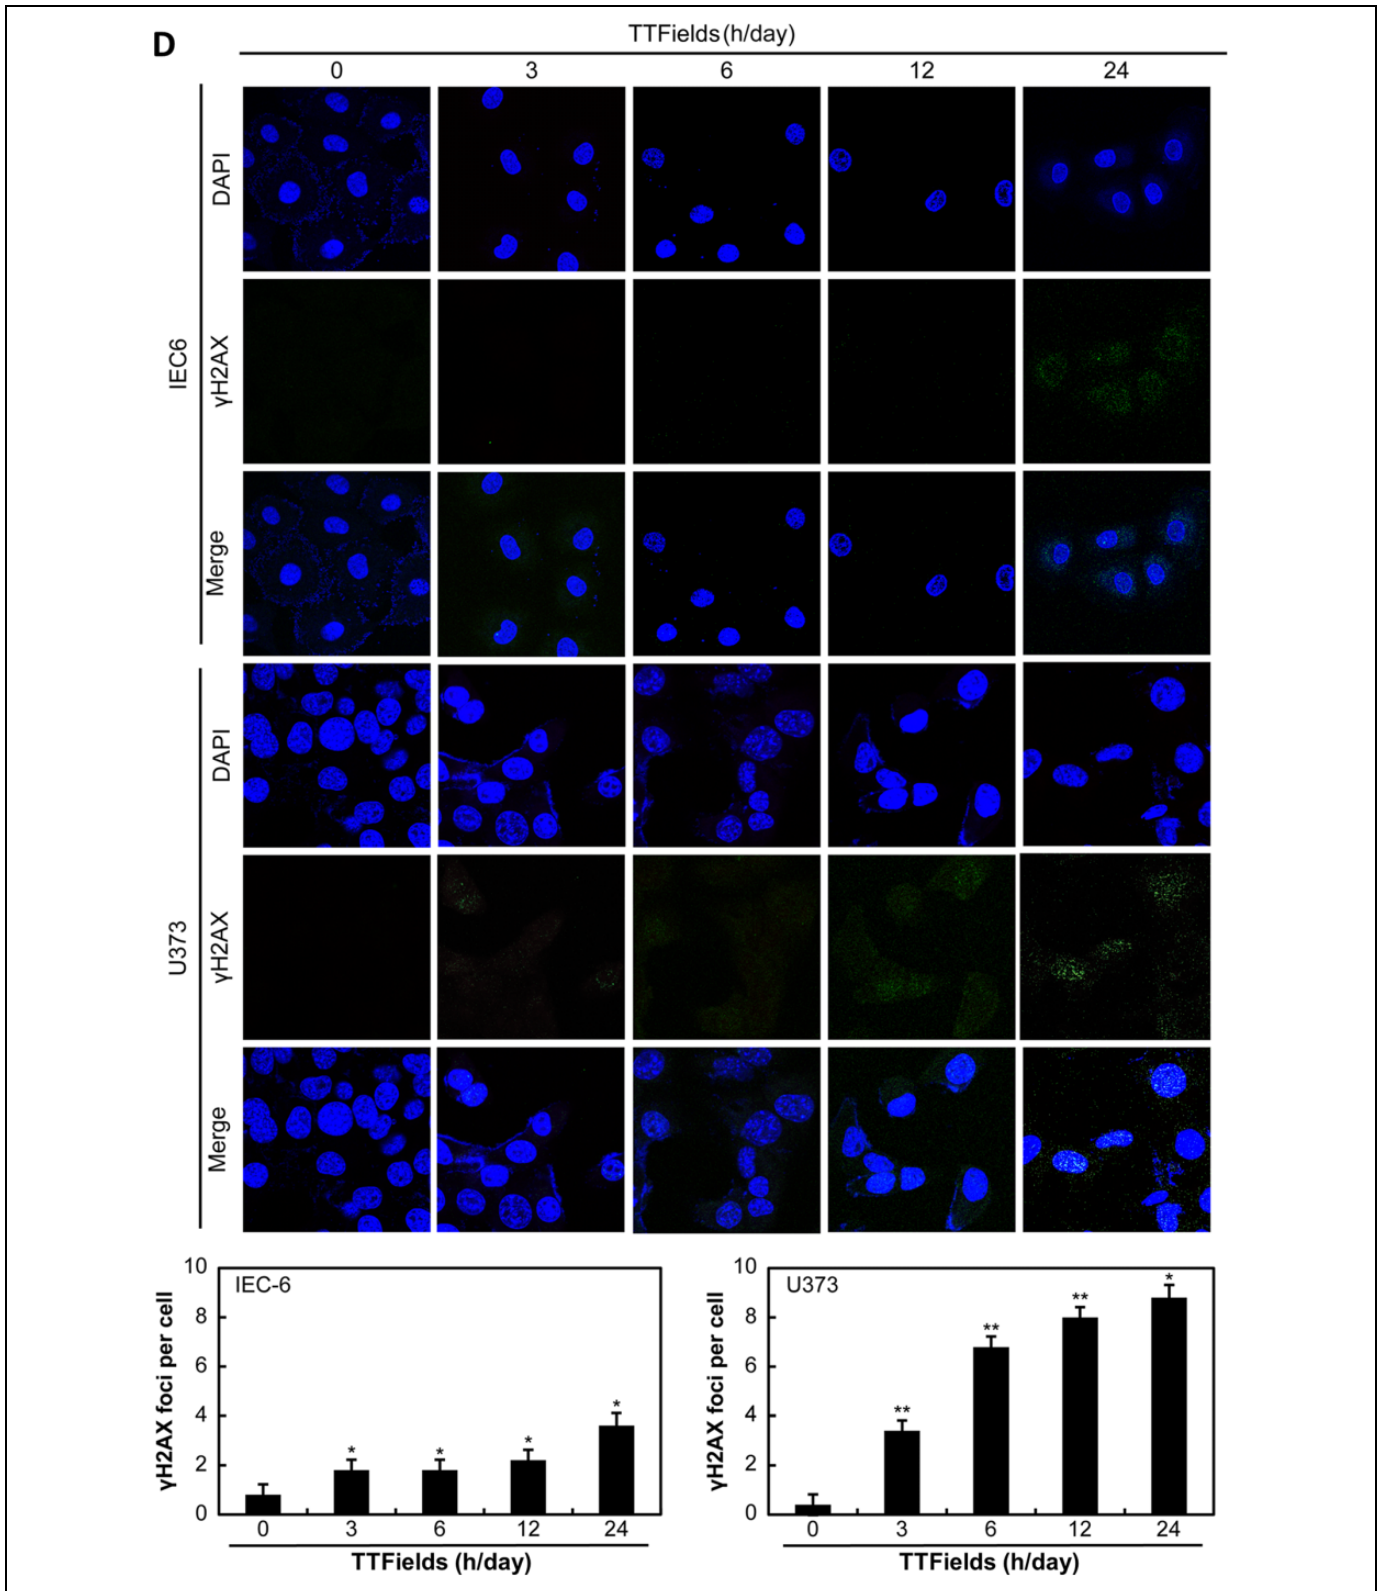 D
TTFields (h/day)
0 3 6 12 24
IEC6
DAPI
γH2AX
Merge
U373
DAPI
γH2AX
Merge
IEC-6
γH2AX foci per cell
10
8
6
4
2
0
* * * *
0 3 6 12 24
TTFields (h/day)
U373
γH2AX foci per cell
10
8
6
4
2
0
** ** ** *
0 3 6 12 24
TTFields (h/day)